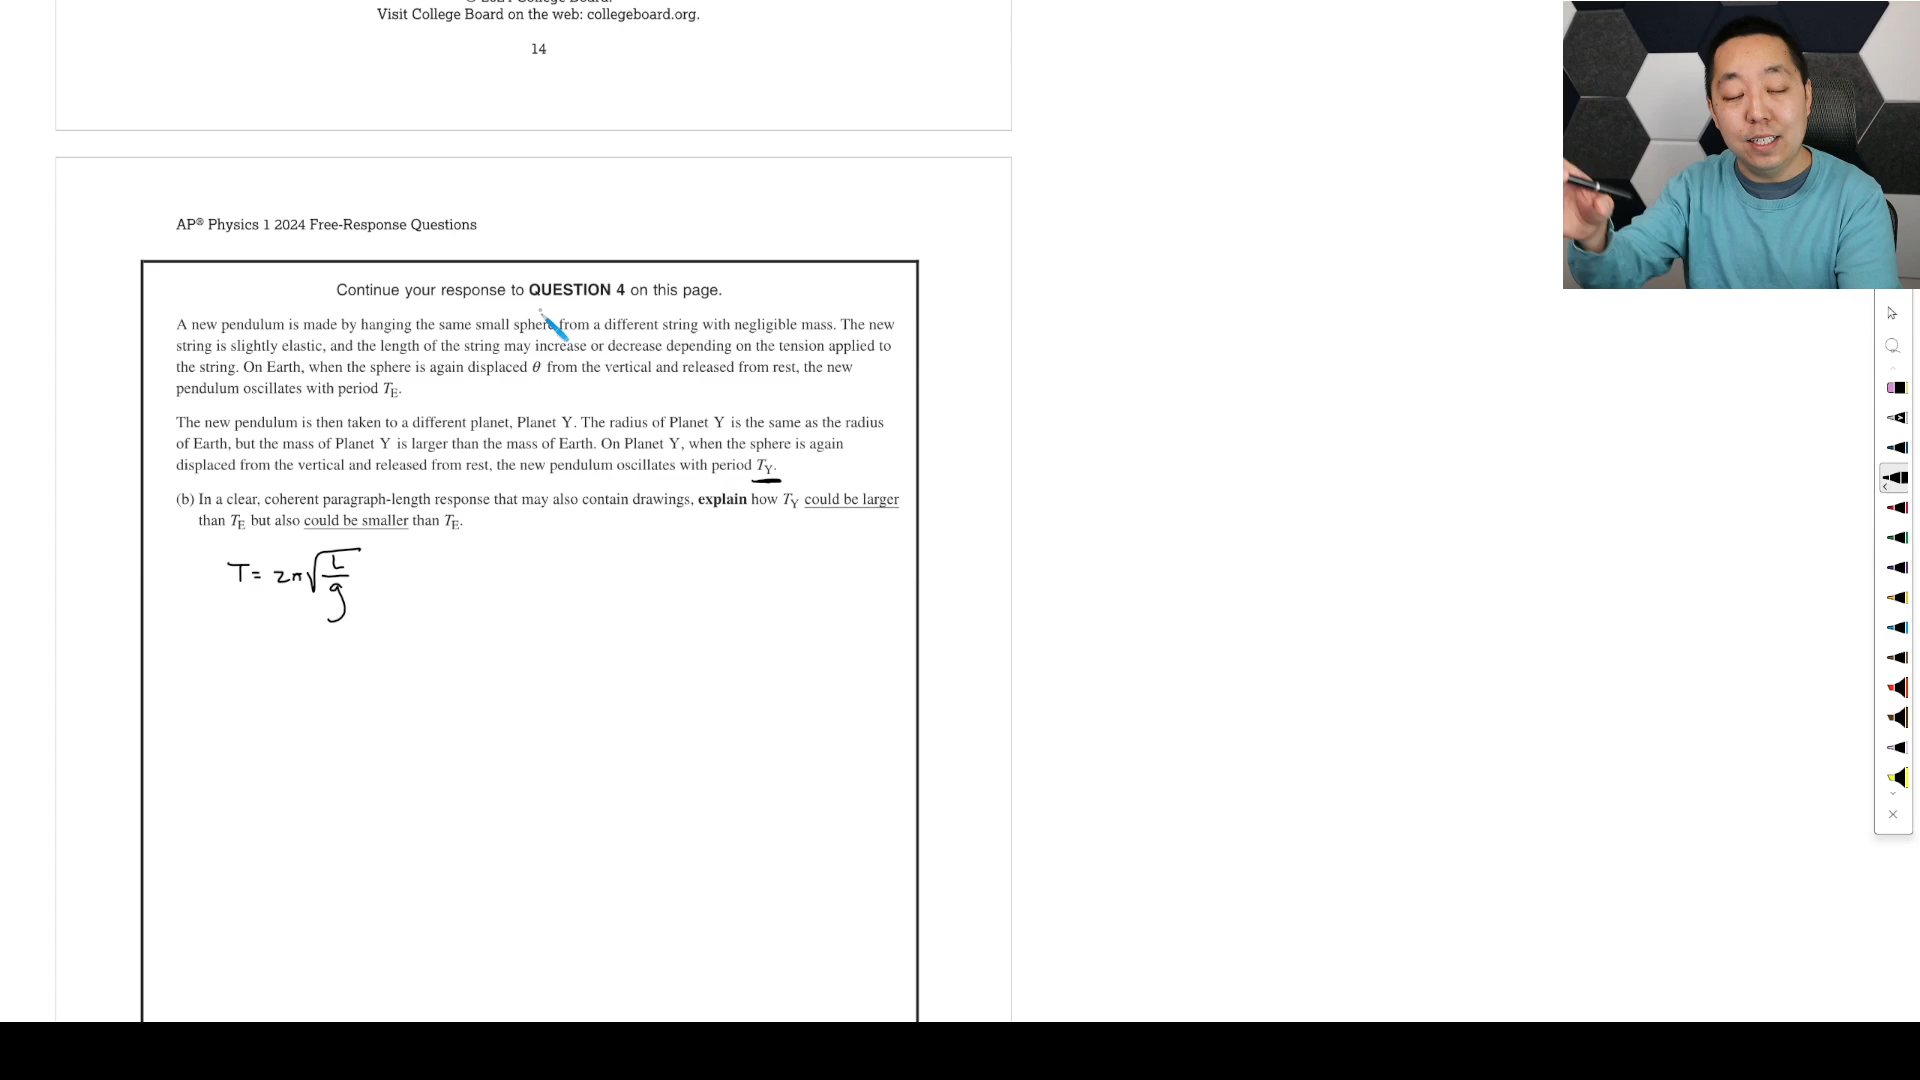 Visit College Board on the web: collegeboard.org.
14
AP® Physics 1 2024 Free-Response Questions
Continue your response to QUESTION 4 on this page.
A new pendulum is made by hanging the same small sphere from a different string with negligible mass. The new
string is slightly elastic, and the length of the string may increase or decrease depending on the tension applied to
the string. On Earth, when the sphere is again displaced θ from the vertical and released from rest, the new
pendulum oscillates with period T_E.
The new pendulum is then taken to a different planet, Planet Y. The radius of Planet Y is the same as the radius
of Earth, but the mass of Planet Y is larger than the mass of Earth. On Planet Y, when the sphere is again
displaced from the vertical and released from rest, the new pendulum oscillates with period T_Y.
(b) In a clear, coherent paragraph-length response that may also contain drawings, explain how T_Y could be larger
than T_E but also could be smaller than T_E.
T = 2π√(L/g)